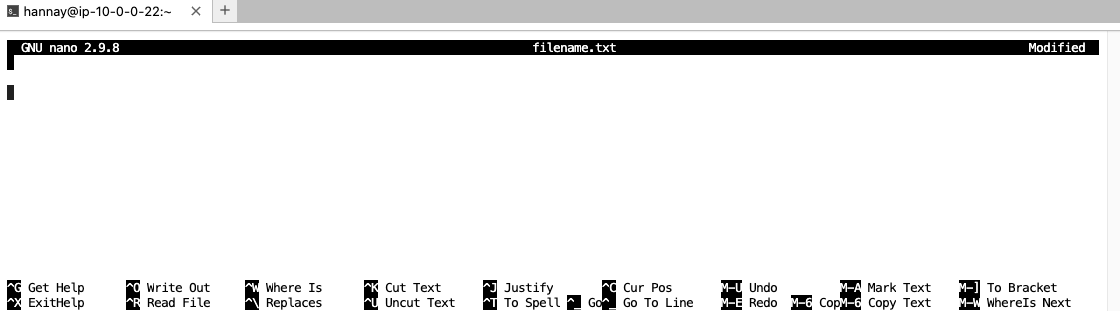 hannay@ip-10-0-0-22:~ × +
GNU nano 2.9.8 filename.txt Modified
^G Get Help ^O Write Out ^W Where Is ^K Cut Text ^J Justify ^C Cur Pos M-U Undo M-A Mark Text M-] To Bracket
^X ExitHelp ^R Read File ^\ Replaces ^U Uncut Text ^T To Spell ^_ Go^_ Go To Line M-E Redo M-6 CopM-6 Copy Text M-W WhereIs Next